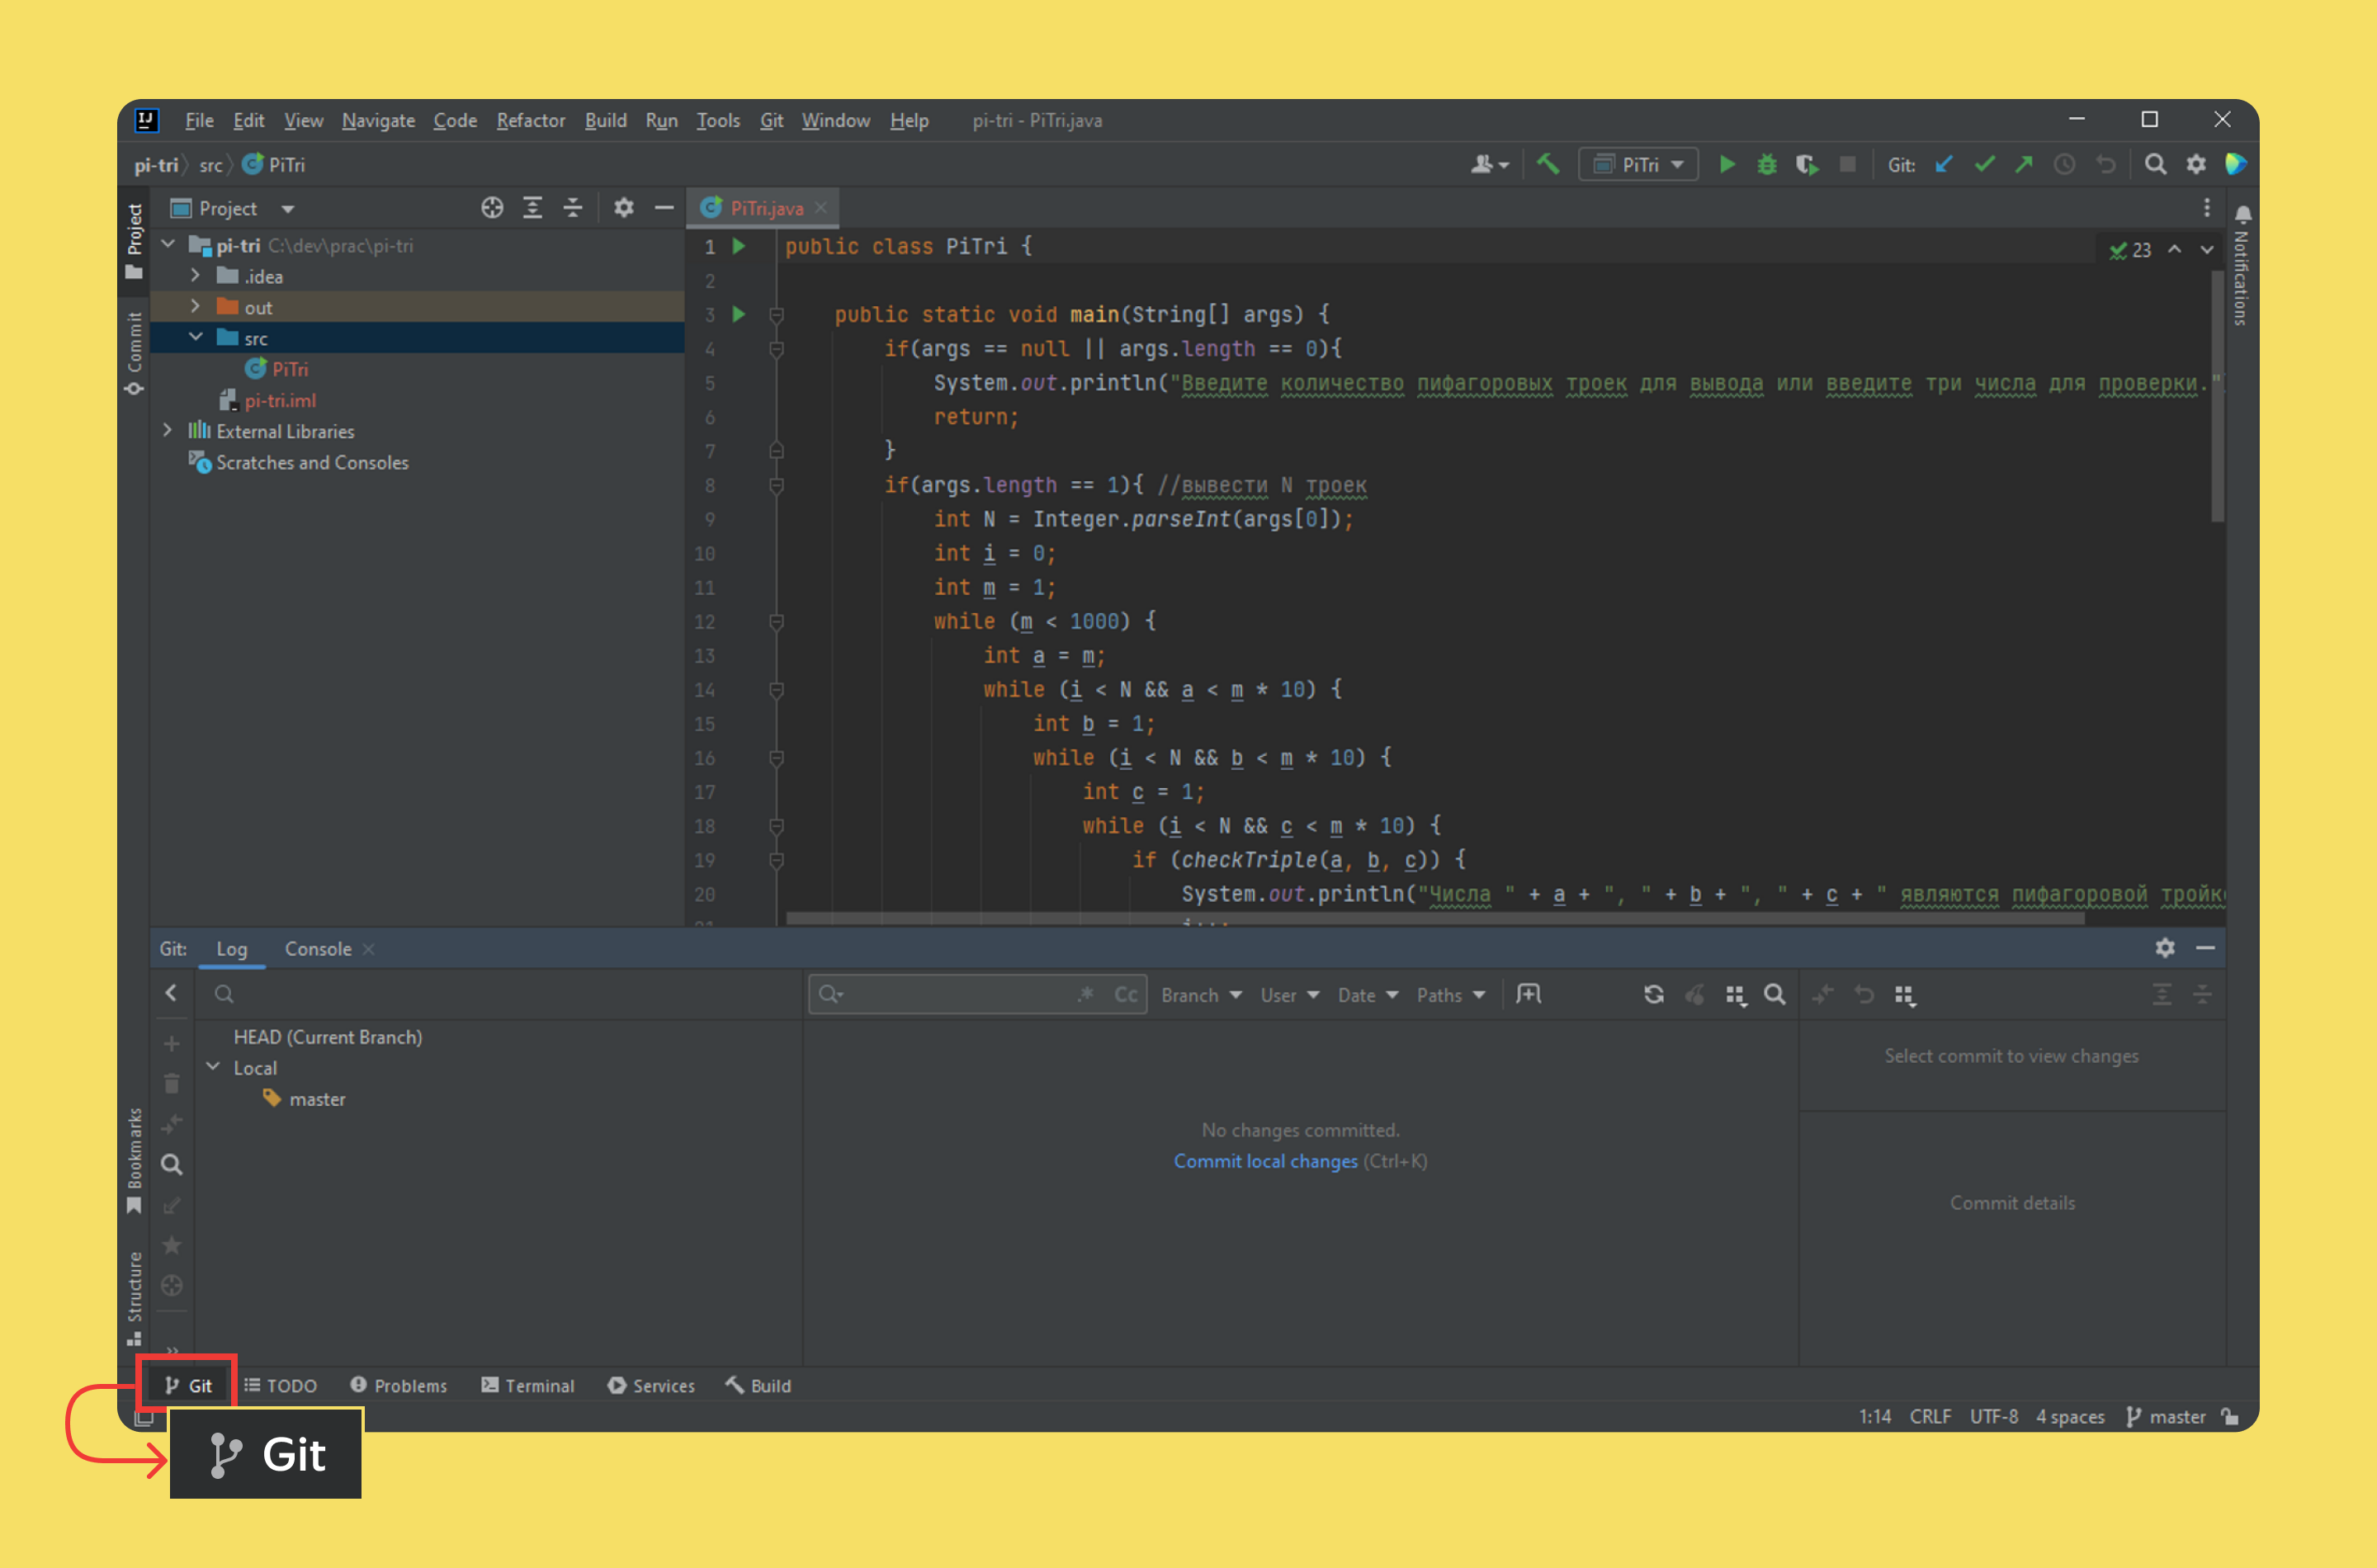 IJ File Edit View Navigate Code Refactor Build Run Tools Git Window Help pi-tri - PiTri.java
pi-tri src PiTri PiTri Git:
Project PiTri.java
Project
Commit
Bookmarks
Structure
Notifications
pi-tri C:\dev\prac\pi-tri
.idea
out
src
PiTri
pi-tri.iml
External Libraries
Scratches and Consoles
23
1 public class PiTri {
2
3 public static void main(String[] args) {
4 if(args == null || args.length == 0){
5 System.out.println("Введите количество пифагоровых троек для вывода или введите три числа для проверки."
6 return;
7 }
8 if(args.length == 1){ //вывести N троек
9 int N = Integer.parseInt(args[0]);
10 int i = 0;
11 int m = 1;
12 while (m < 1000) {
13 int a = m;
14 while (i < N && a < m * 10) {
15 int b = 1;
16 while (i < N && b < m * 10) {
17 int c = 1;
18 while (i < N && c < m * 10) {
19 if (checkTriple(a, b, c)) {
20 System.out.println("Числа " + a + ", " + b + ", " + c + " являются пифагоровой тройк
Git: Log Console
.* Cc Branch User Date Paths
HEAD (Current Branch)
Local
master
No changes committed.
Commit local changes (Ctrl+K)
Select commit to view changes
Commit details
Git TODO Problems Terminal Services Build
1:14 CRLF UTF-8 4 spaces master
Git